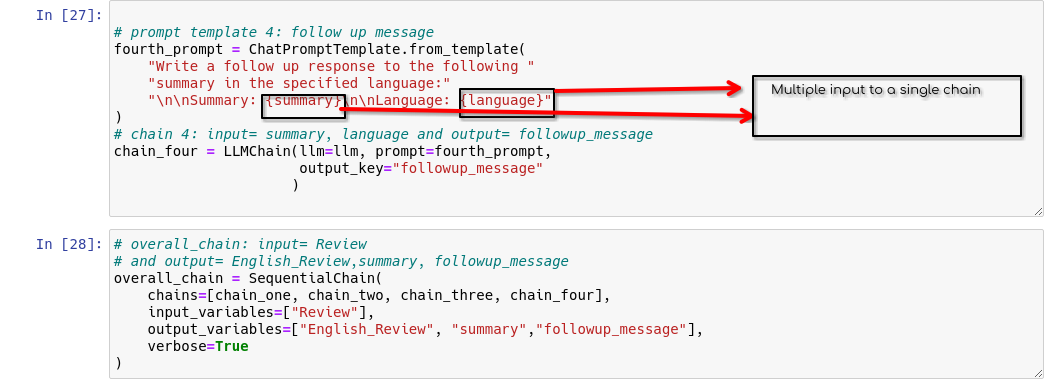 In [27]:
# prompt template 4: follow up message
fourth_prompt = ChatPromptTemplate.from_template(
    "Write a follow up response to the following "
    "summary in the specified language:"
    "\n\nSummary: {summary}\n\nLanguage: {language}"
)
Multiple input to a single chain
# chain 4: input= summary, language and output= followup_message
chain_four = LLMChain(llm=llm, prompt=fourth_prompt,
                      output_key="followup_message"
                     )
In [28]:
# overall_chain: input= Review
# and output= English_Review,summary, followup_message
overall_chain = SequentialChain(
    chains=[chain_one, chain_two, chain_three, chain_four],
    input_variables=["Review"],
    output_variables=["English_Review", "summary","followup_message"],
    verbose=True
)